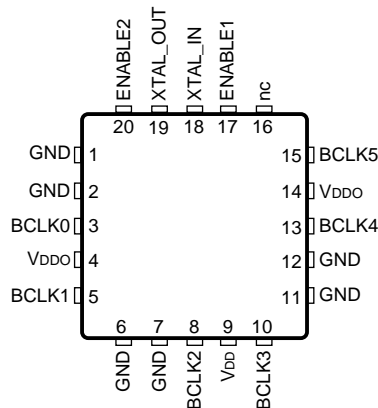 ENABLE2
XTAL_OUT
XTAL_IN
ENABLE1
nc
20 19 18 17 16
GND 1
GND 2
BCLK0 3
VDDO 4
BCLK1 5
15 BCLK5
14 VDDO
13 BCLK4
12 GND
11 GND
6 7 8 9 10
GND
GND
BCLK2
VDD
BCLK3